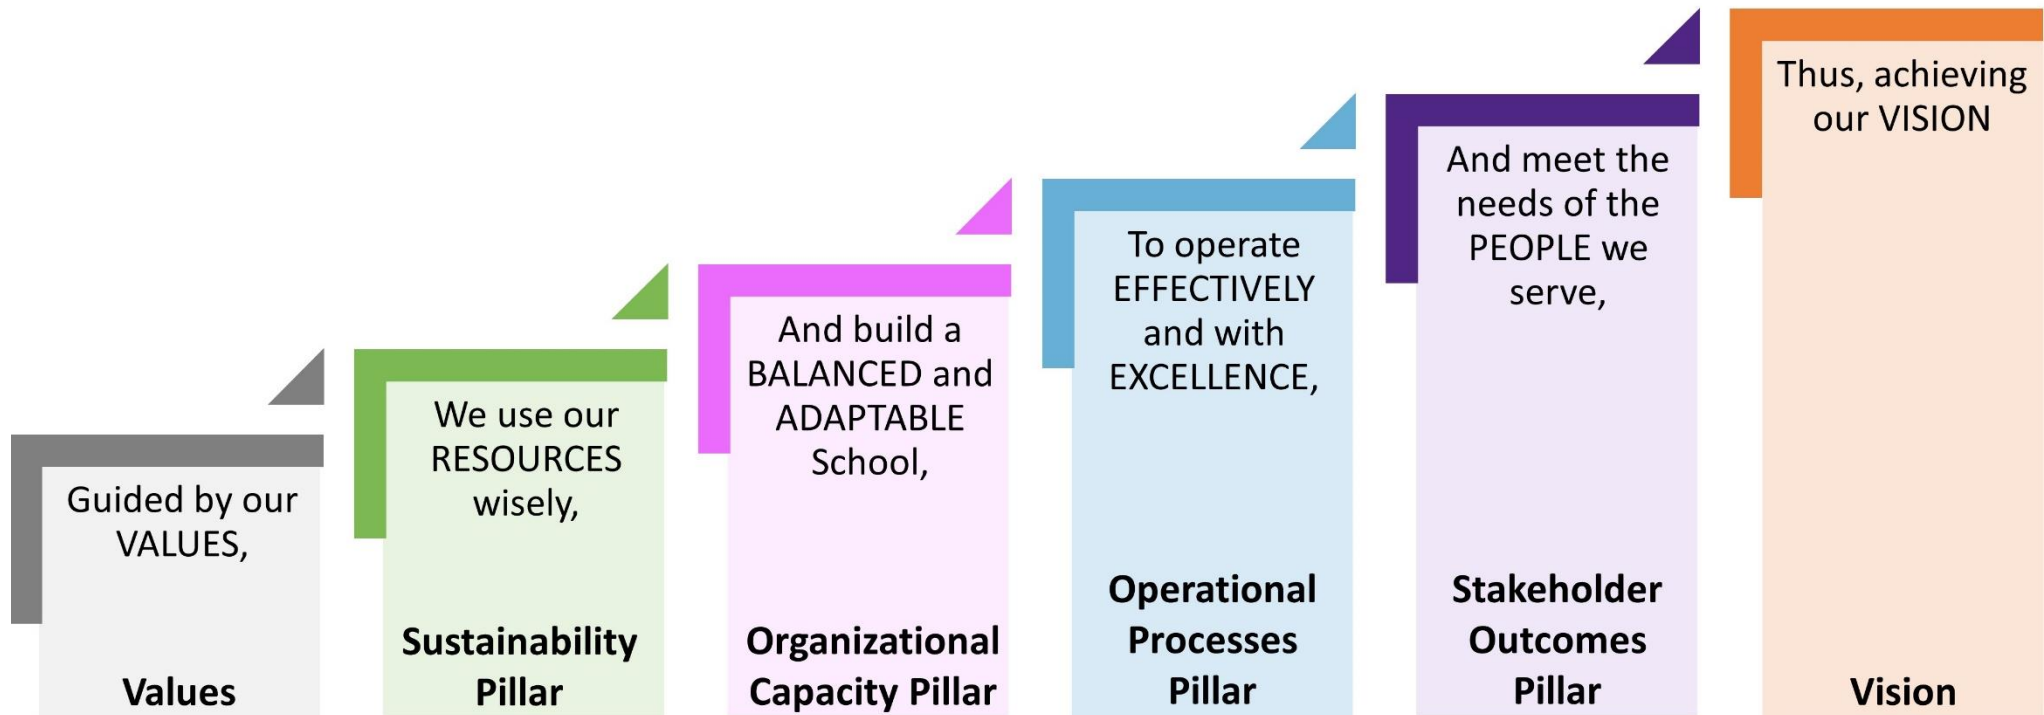 Guided by our
VALUES,
Values
We use our
RESOURCES
wisely,
Sustainability
Pillar
And build a
BALANCED and
ADAPTABLE
School,
Organizational
Capacity Pillar
To operate
EFFECTIVELY
and with
EXCELLENCE,
Operational
Processes
Pillar
And meet the
needs of the
PEOPLE we
serve,
Stakeholder
Outcomes
Pillar
Thus, achieving
our VISION
Vision